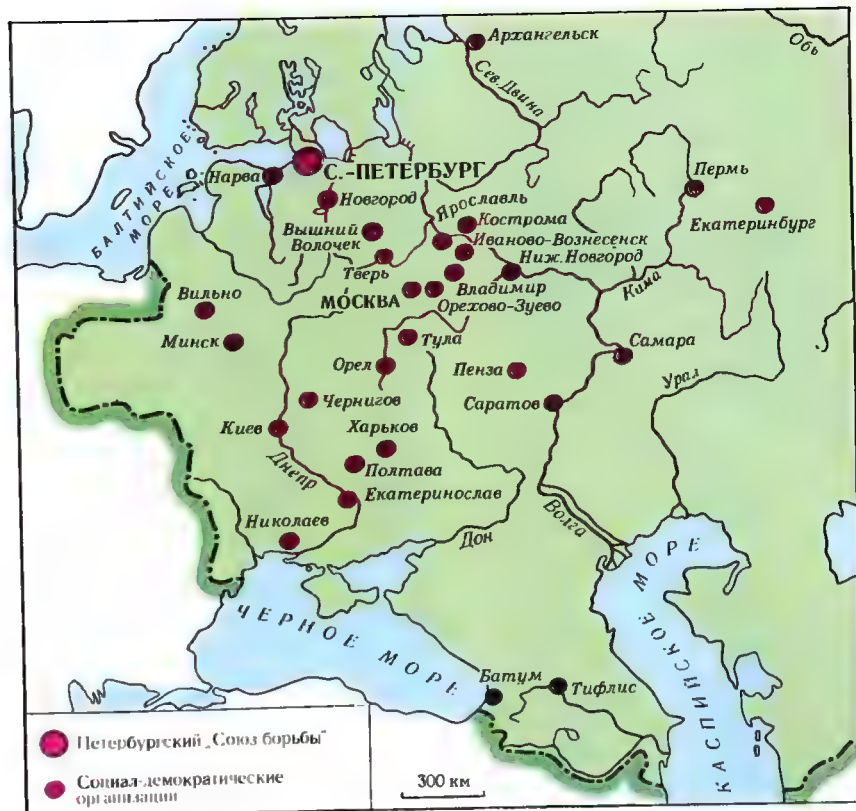 Архангельск
Обь
Сев.Двина
БАЛТИЙСКОЕ
МОРЕ
Нарва
С.-ПЕТЕРБУРГ
Новгород
Пермь
Екатеринбург
Ярославль
Кострома
Вышний
Волочек
Иваново-Вознесенск
Ниж.Новгород
Тверь
Кама
Владимир
МОСКВА
Орехово-Зуево
Вильно
Минск
Тула
Самара
Орел
Пенза
Урал
Чернигов
Саратов
Киев
Харьков
Полтава
Днепр
Екатеринослав
Николаев
Дон
Волга
ЧЕРНОЕ МОРЕ
КАСПИЙСКОЕ МОРЕ
Батум
Тифлис
Петербургский „Союз борьбы"
Социал-демократические
организации
300 км